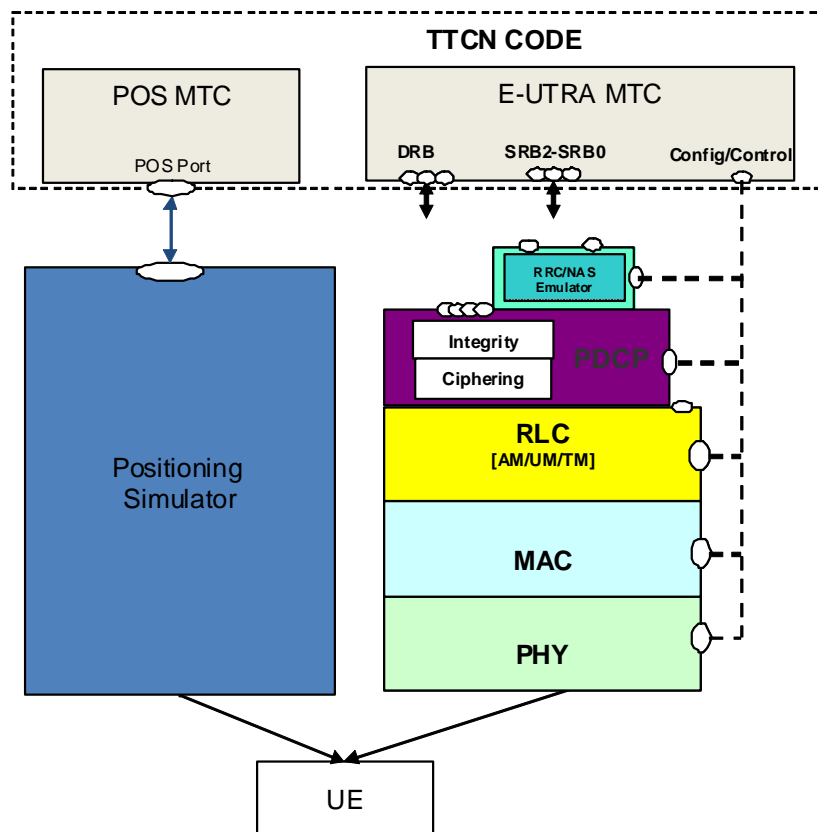 TTCN CODE
POS MTC
POS Port
E-UTRA MTC
DRB
SRB2-SRB0
Config/Control
RRC/NAS
Emulator
Integrity
Ciphering
PDCP
Positioning
Simulator
RLC
[AM/UM/TM]
MAC
PHY
UE